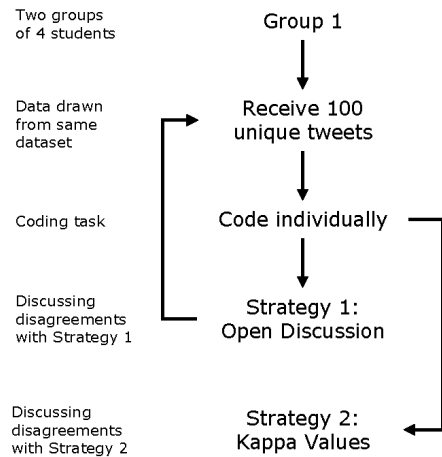 Two groups
of 4 students
Group 1
Data drawn
from same
dataset
Receive 100
unique tweets
Coding task
Code individually
Discussing
disagreements
with Strategy 1
Strategy 1:
Open Discussion
Discussing
disagreements
with Strategy 2
Strategy 2:
Kappa Values